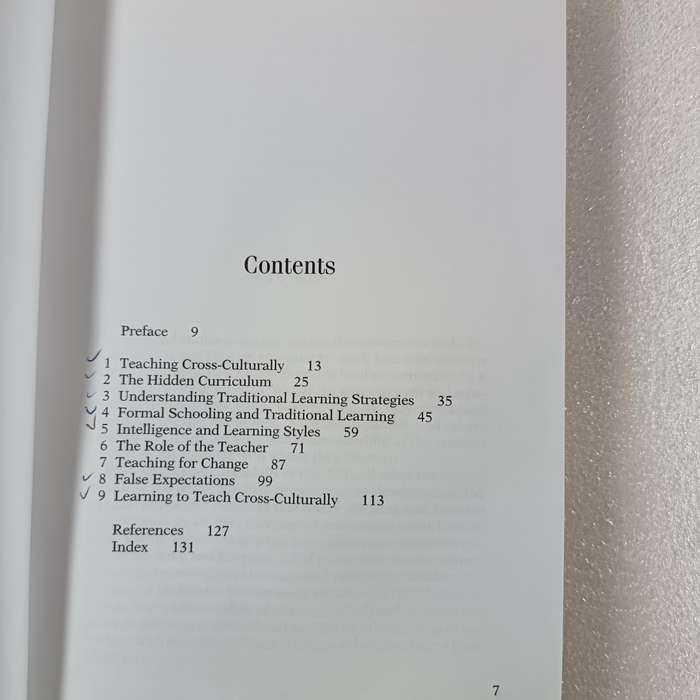 Contents
Preface 9
1 Teaching Cross-Culturally 13
2 The Hidden Curriculum 25
3 Understanding Traditional Learning Strategies 35
4 Formal Schooling and Traditional Learning 45
5 Intelligence and Learning Styles 59
6 The Role of the Teacher 71
7 Teaching for Change 87
8 False Expectations 99
9 Learning to Teach Cross-Culturally 113
References 127
Index 131
7